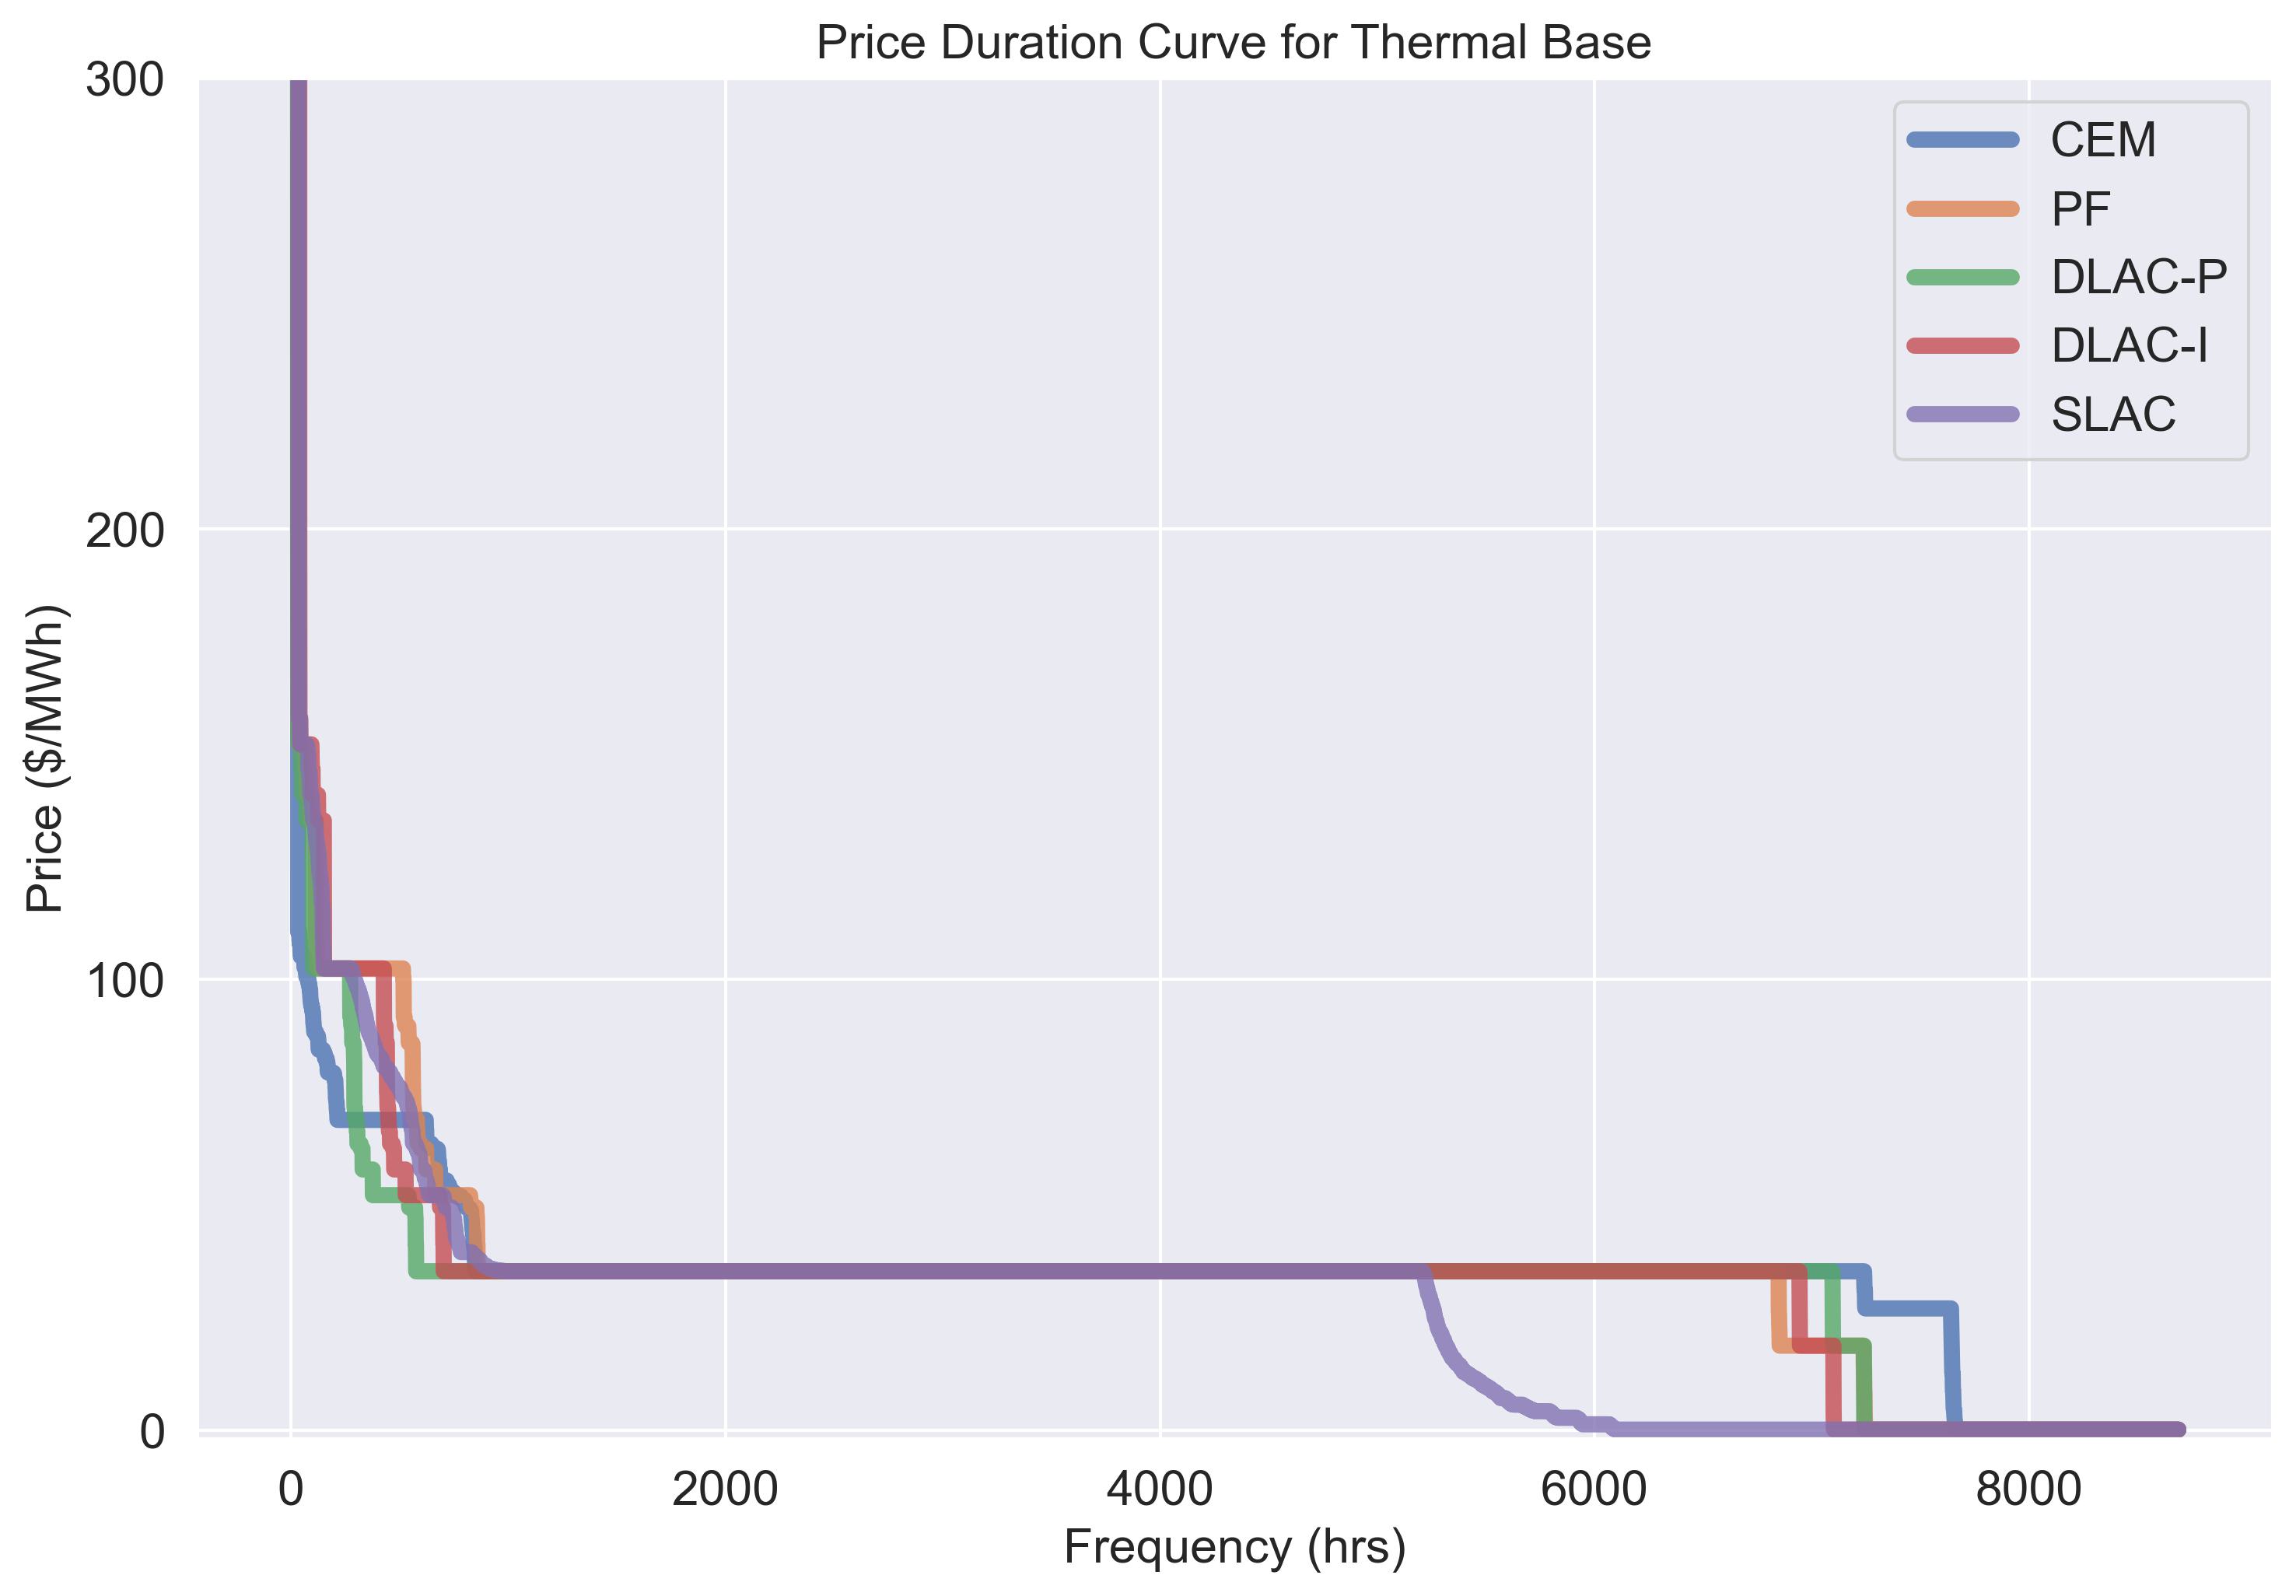 Price Duration Curve for Thermal Base
300
200
100
0
Price ($/MWh)
CEM
PF
DLAC-P
DLAC-I
SLAC
0 2000 4000 6000 8000
Frequency (hrs)